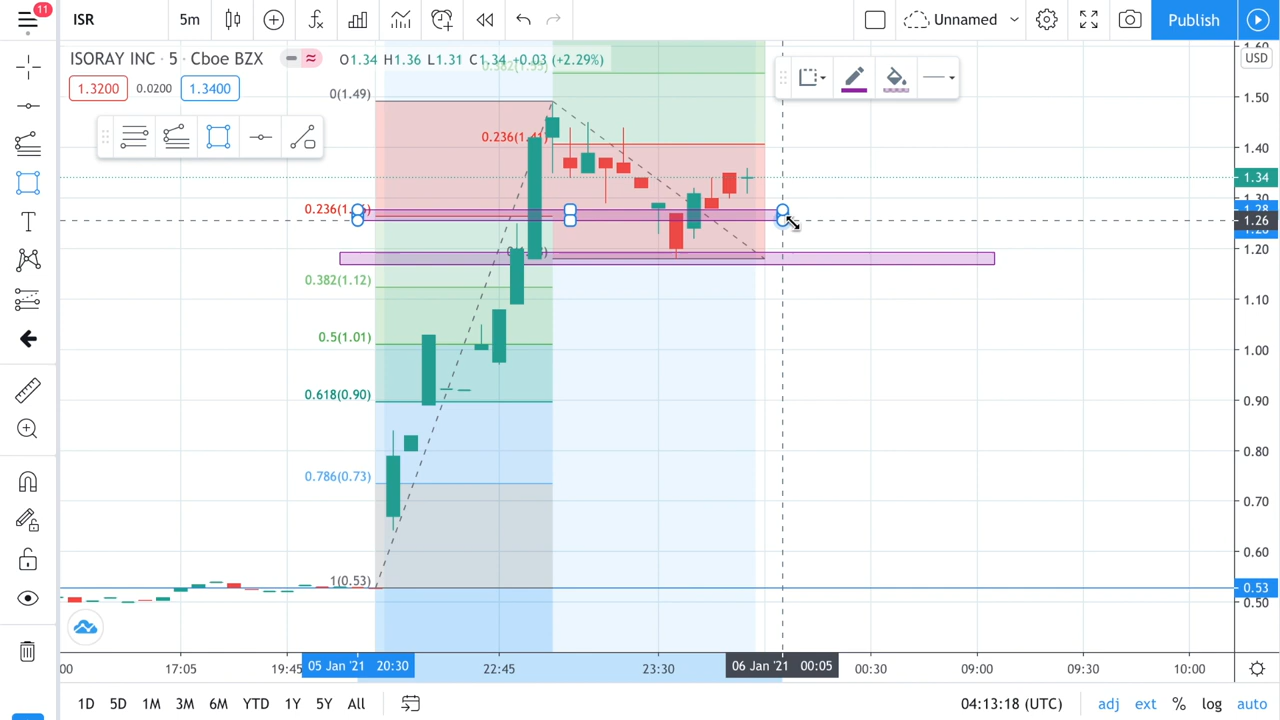 11
ISR
5m
Unnamed
Publish
ISORAY INC · 5 · Cboe BZX
O1.34 H1.36 L1.31 C1.34 +0.03 (+2.29%)
1.3200
0.0200
1.3400
USD
0(1.49)
0.236(1.41)
0.382(1.12)
0.5(1.01)
0.618(0.90)
0.786(0.73)
1(0.53)
1.50
1.40
1.34
1.30
1.28
1.26
1.20
1.10
1.00
0.90
0.80
0.70
0.60
0.53
0.50
17:05
19:45
05 Jan '21 20:30
22:45
23:30
06 Jan '21 00:05
00:30
09:00
09:30
10:00
1D 5D 1M 3M 6M YTD 1Y 5Y All
04:13:18 (UTC)
adj ext % log auto